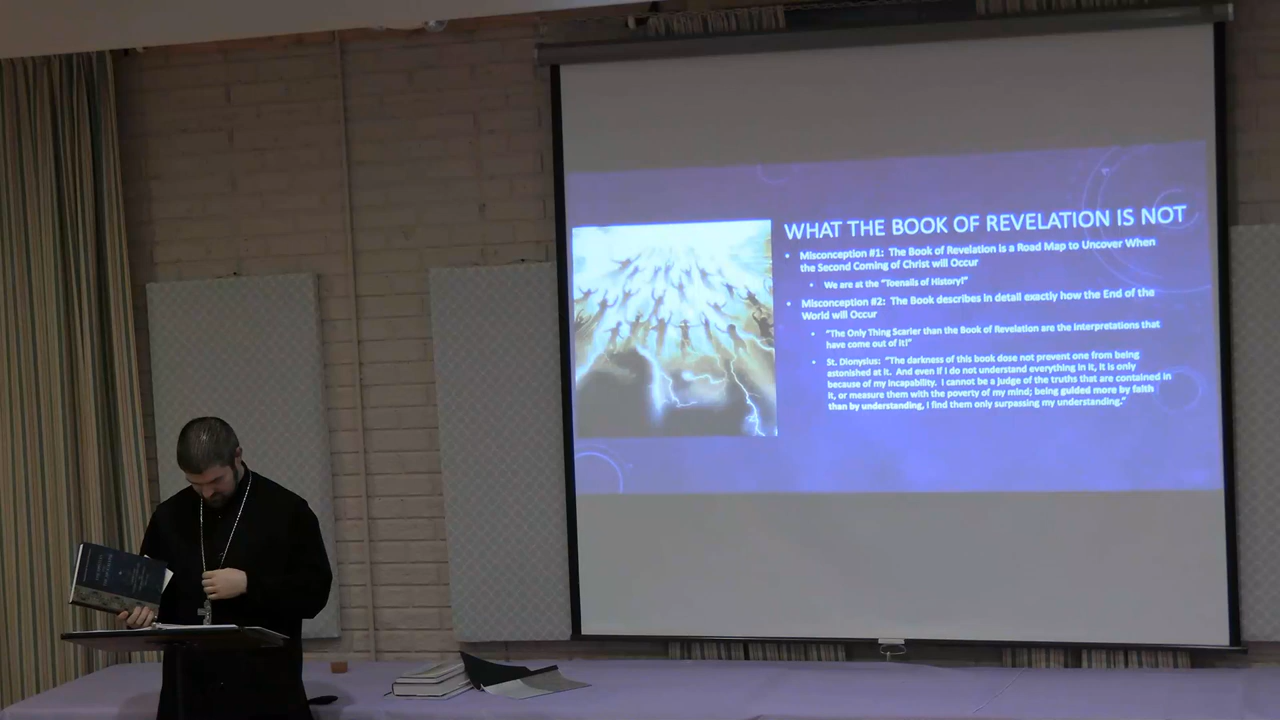 WHAT THE BOOK OF REVELATION IS NOT
• Misconception #1: The Book of Revelation is a Road Map to Uncover When
the Second Coming of Christ will Occur
• We are at the "Toenails of History!"
• Misconception #2: The Book describes in detail exactly how the End of the
World will Occur
• "The Only Thing Scarier than the Book of Revelation are the interpretations that
have come out of it!"
• St. Dionysius: "The darkness of this book dose not prevent one from being
astonished at it. And even if I do not understand everything in it, it is only
because of my incapability. I cannot be a judge of the truths that are contained in
it, or measure them with the poverty of my mind; being guided more by faith
than by understanding, I find them only surpassing my understanding."